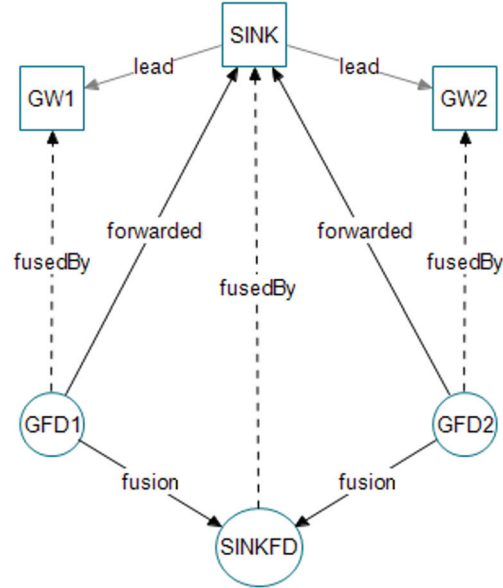 SINK
lead
lead
GW1
GW2
forwarded
forwarded
fusedBy
fusedBy
fusedBy
GFD1
GFD2
fusion
fusion
SINKFD